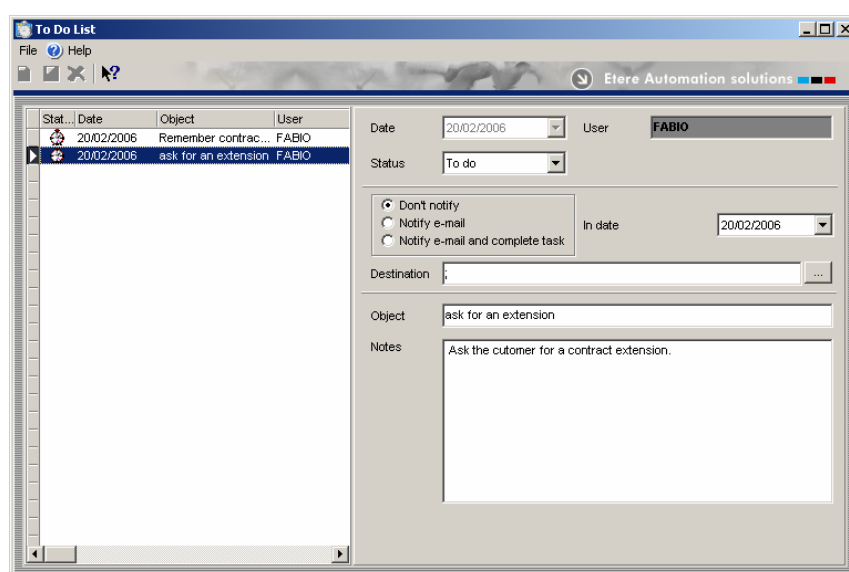 To Do List
File Help
Etere Automation solutions
Stat... Date Object User
20/02/2006 Remember contrac... FABIO
20/02/2006 ask for an extension FABIO
Date 20/02/2006 User FABIO
Status To do
Don't notify
Notify e-mail
Notify e-mail and complete task
In date 20/02/2006
Destination ; ...
Object ask for an extension
Notes Ask the cutomer for a contract extension.